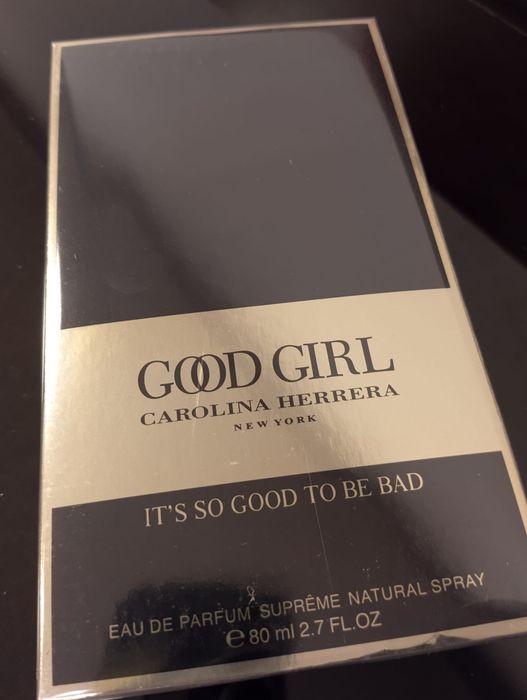 GOOD GIRL
CAROLINA HERRERA
NEW YORK
IT'S SO GOOD TO BE BAD
EAU DE PARFUM SUPRÊME NATURAL SPRAY
℮ 80 ml 2.7 FL.OZ